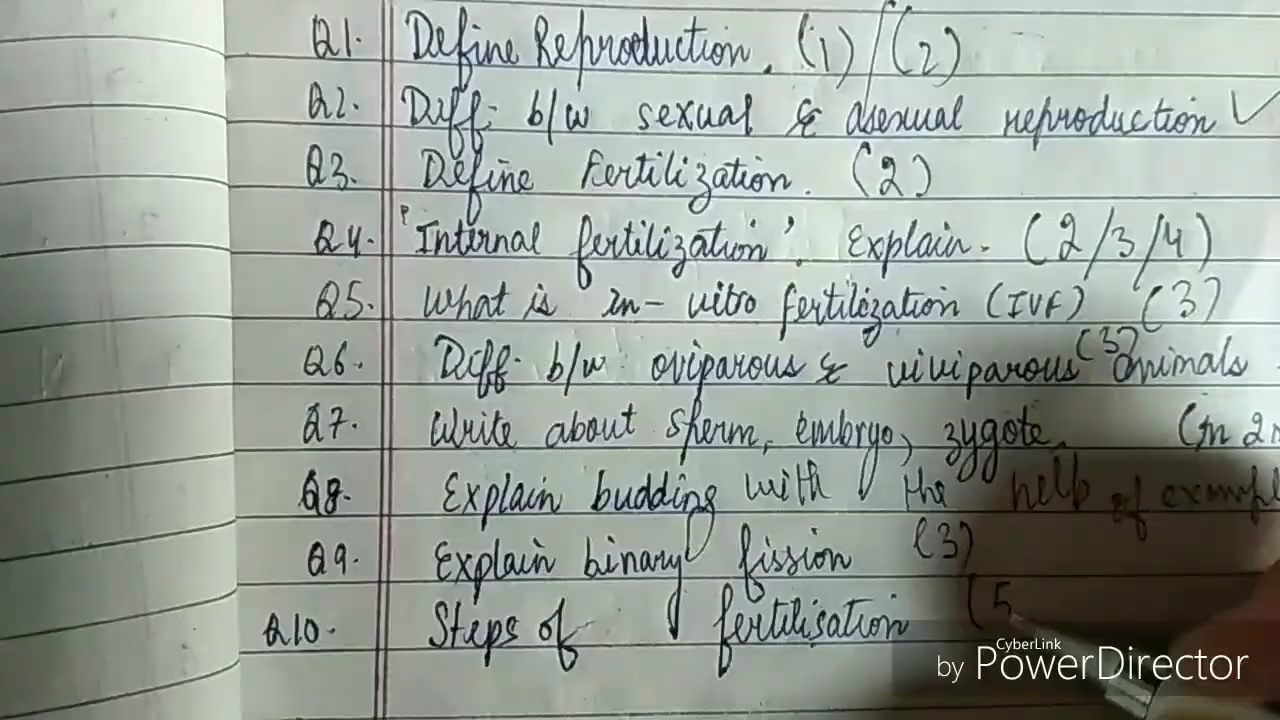 Q1. Define Reproduction. (1)/(2)
Q2. Diff. b/w sexual & asexual reproduction ✓
Q3. Define Fertilization. (2)
Q4. 'Internal fertilization'. Explain. (2/3/4)
Q5. What is In-vitro fertilization (IVF) (3)
Q6. Diff. b/w oviparous & viviparous (3) animals
Q7. Write about sperm, embryo, zygote. (in 2
Q8. Explain budding with the help of example
Q9. Explain binary fission (3)
Q10. Steps of fertilisation (5
CyberLink
by PowerDirector